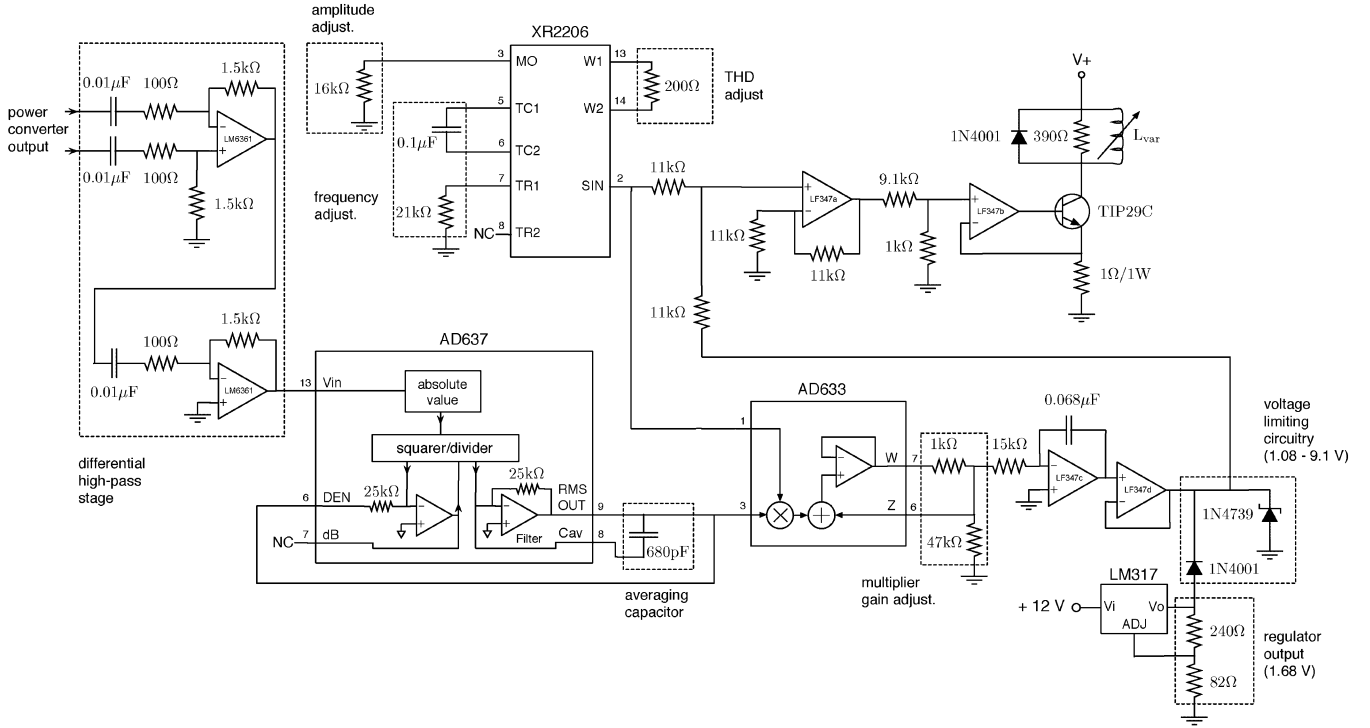 amplitude
adjust.
16kΩ
XR2206
3
MO
5
TC1
6
TC2
7
TR1
8
TR2
NC
W1
13
W2
14
SIN
2
200Ω
THD
adjust
0.1μF
frequency
adjust.
21kΩ
power
converter
output
0.01μF
100Ω
1.5kΩ
LM6361
−
+
0.01μF
100Ω
1.5kΩ
0.01μF
100Ω
1.5kΩ
LM6361
−
+
differential
high-pass
stage
11kΩ
11kΩ
11kΩ
11kΩ
+
−
LF347a
9.1kΩ
1kΩ
+
−
LF347b
V+
1N4001
390Ω
Lvar
TIP29C
1Ω/1W
AD637
13
Vin
absolute
value
squarer/divider
6
DEN
25kΩ
−
+
25kΩ
−
+
Filter
RMS
OUT
9
Cav
8
NC
7
dB
680pF
averaging
capacitor
AD633
1
3
−
+
W
7
Z
6
1kΩ
47kΩ
multiplier
gain adjust.
15kΩ
0.068μF
−
+
LF347c
+
−
LF347d
voltage
limiting
circuitry
(1.08 - 9.1 V)
1N4739
1N4001
LM317
+ 12 V
Vi
Vo
ADJ
240Ω
82Ω
regulator
output
(1.68 V)